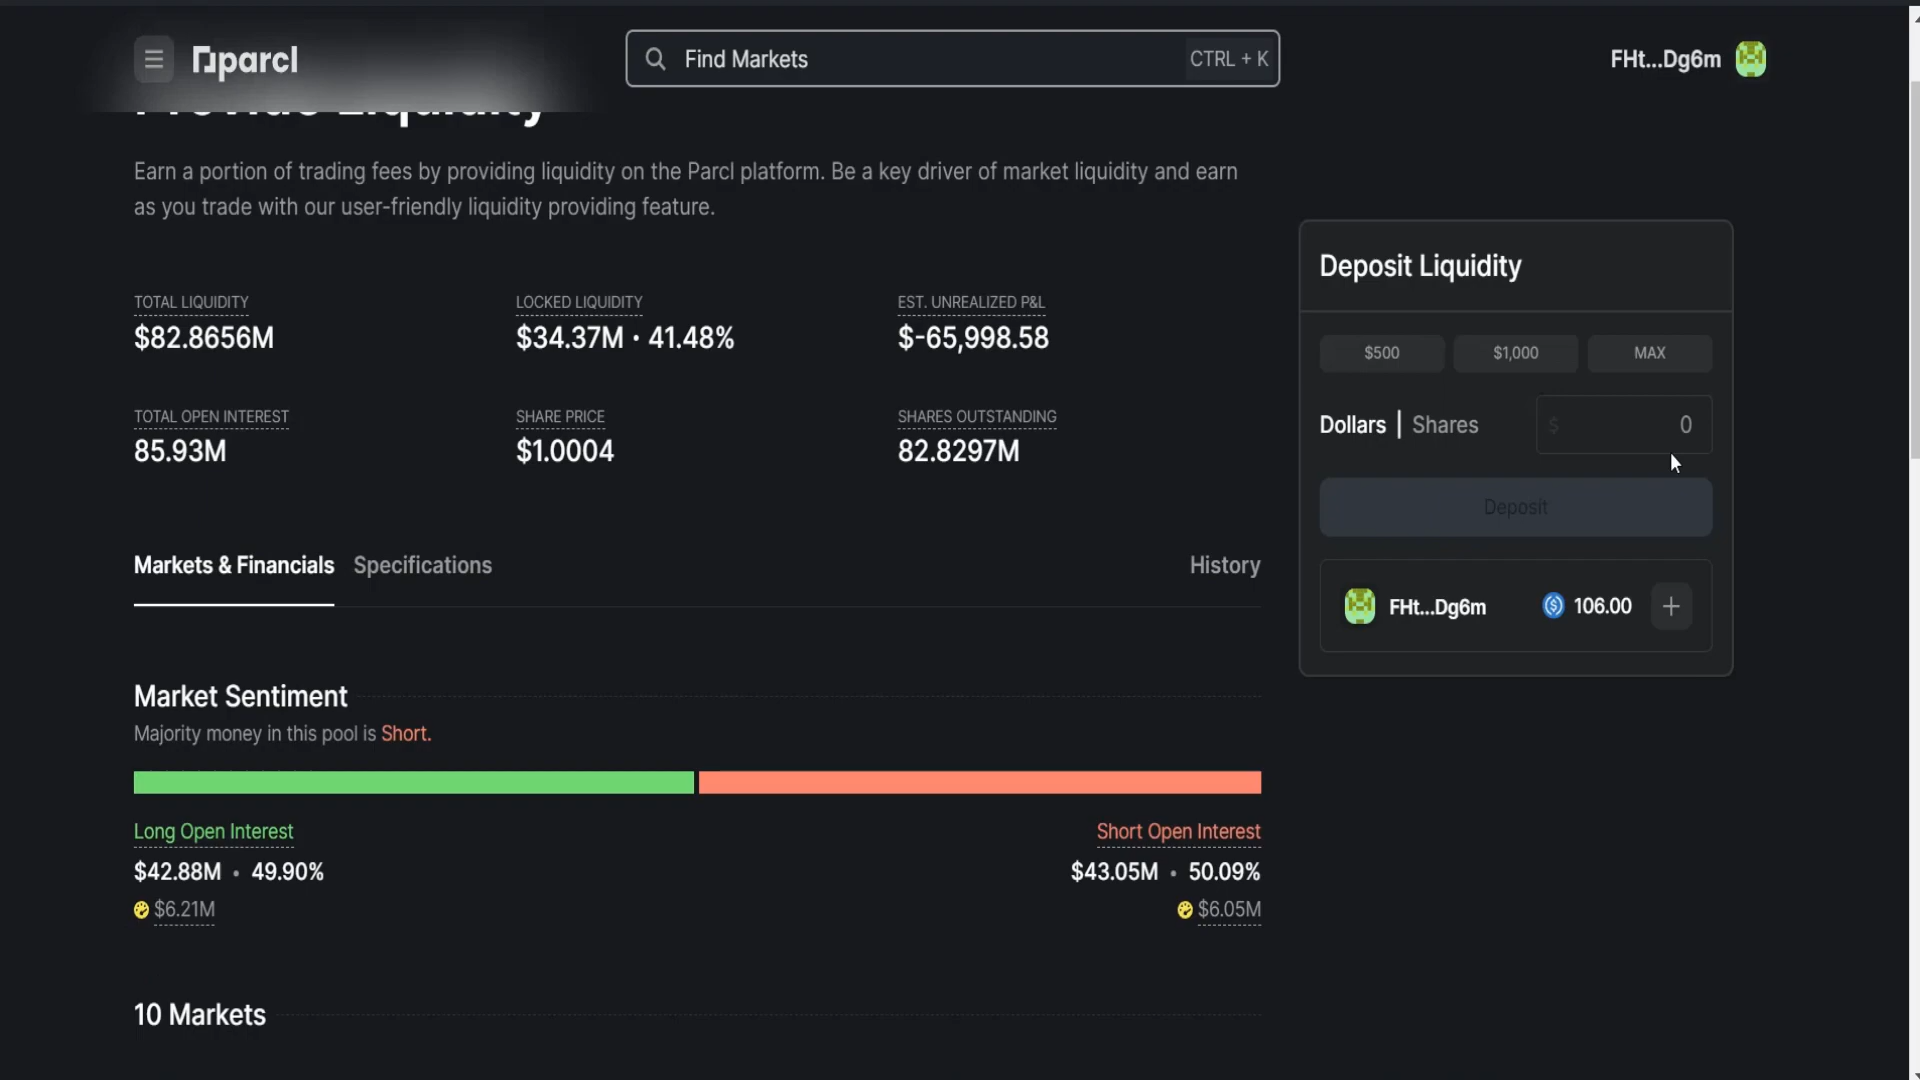 parcl
Find Markets
CTRL + K
FHt...Dg6m
Provide Liquidity
Earn a portion of trading fees by providing liquidity on the Parcl platform. Be a key driver of market liquidity and earn
as you trade with our user-friendly liquidity providing feature.
TOTAL LIQUIDITY
$82.8656M
LOCKED LIQUIDITY
$34.37M • 41.48%
EST. UNREALIZED P&L
$-65,998.58
TOTAL OPEN INTEREST
85.93M
SHARE PRICE
$1.0004
SHARES OUTSTANDING
82.8297M
Deposit Liquidity
$500
$1,000
MAX
Dollars | Shares
$ 0
Deposit
FHt...Dg6m
106.00 +
Markets & Financials
Specifications
History
Market Sentiment
Majority money in this pool is Short.
Long Open Interest
$42.88M • 49.90%
$6.21M
Short Open Interest
$43.05M • 50.09%
$6.05M
10 Markets